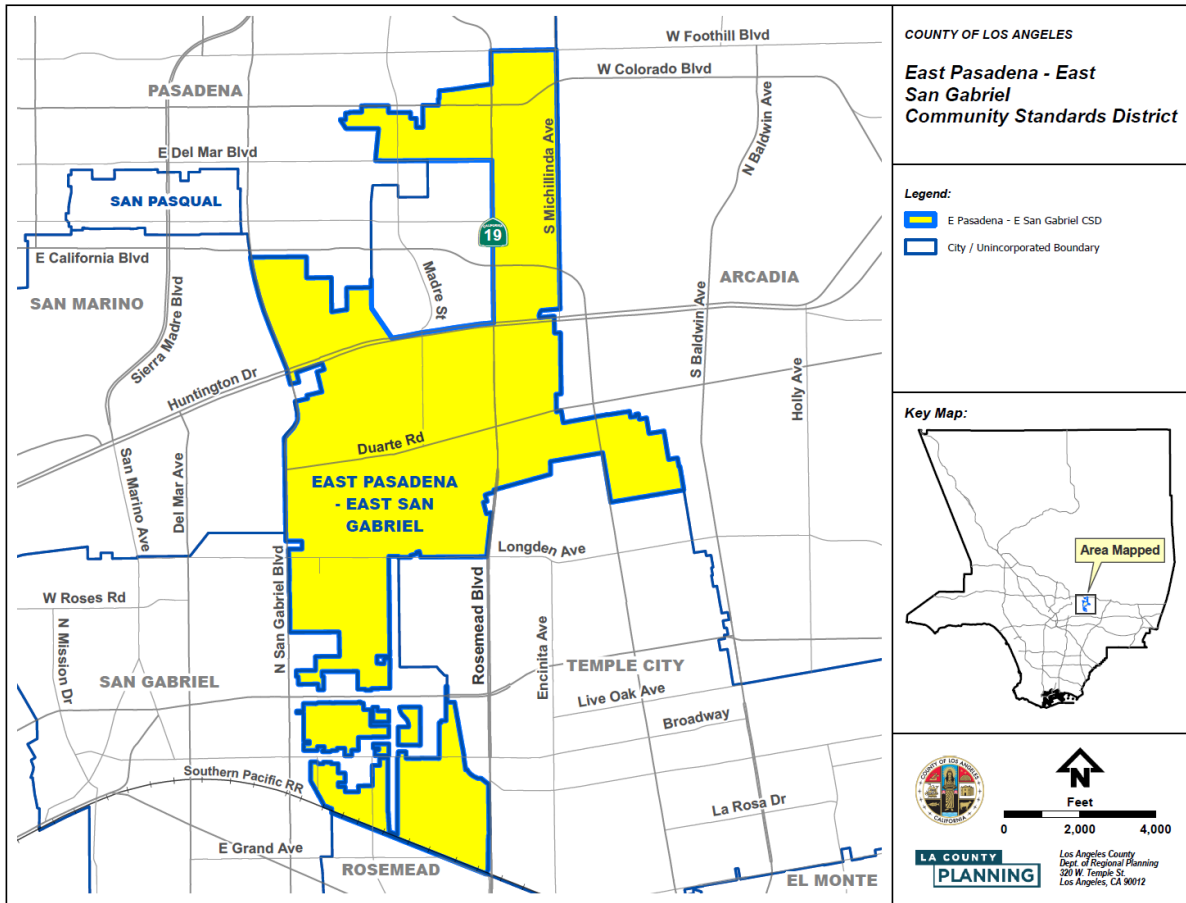 W Foothill Blvd
W Colorado Blvd
PASADENA
N Baldwin Ave
E Del Mar Blvd
S Michillinda Ave
SAN PASQUAL
CALIFORNIA
19
E California Blvd
Madre St
ARCADIA
SAN MARINO
Sierra Madre Blvd
S Baldwin Ave
Huntington Dr
Holly Ave
Duarte Rd
San Marino Ave
Del Mar Ave
EAST PASADENA
- EAST SAN
GABRIEL
Longden Ave
N San Gabriel Blvd
Rosemead Blvd
W Roses Rd
N Mission Dr
Encinita Ave
TEMPLE CITY
SAN GABRIEL
Live Oak Ave
Broadway
Southern Pacific RR
La Rosa Dr
E Grand Ave
ROSEMEAD
EL MONTE
COUNTY OF LOS ANGELES
East Pasadena - East
San Gabriel
Community Standards District
Legend:
E Pasadena - E San Gabriel CSD
City / Unincorporated Boundary
Key Map:
Area Mapped
COUNTY OF LOS ANGELES
CALIFORNIA
N
Feet
0 2,000 4,000
LA COUNTY
PLANNING
Los Angeles County
Dept. of Regional Planning
320 W. Temple St.
Los Angeles, CA 90012